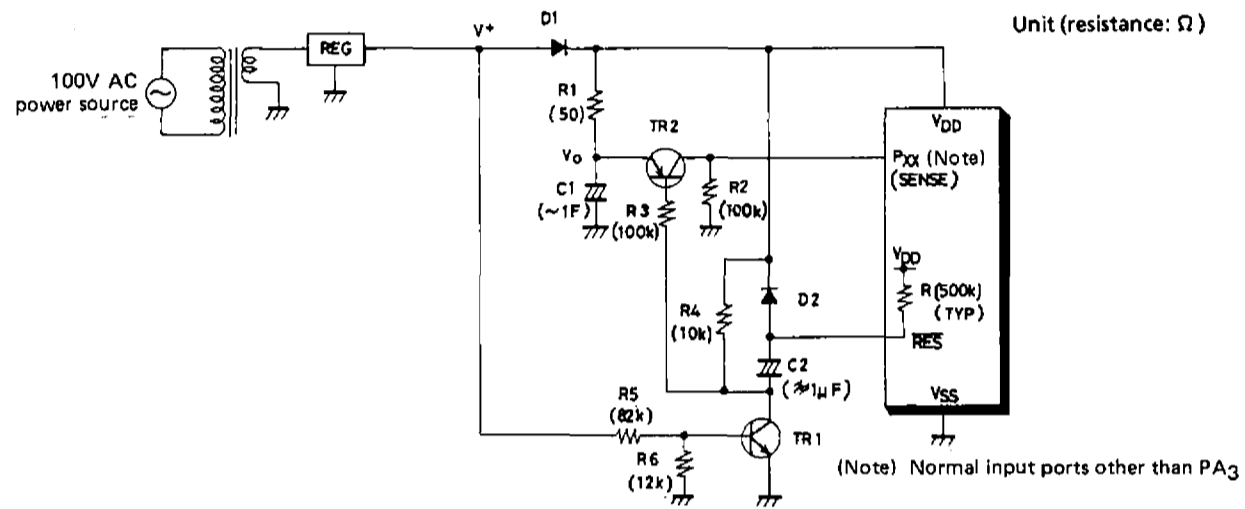 Unit (resistance: Ω)
D1
V+
REG
100V AC
power source
R1
(50)
TR2
VDD
Vo
PXX (Note)
(SENSE)
C1
(~1F)
R3
(100k)
R2
(100k)
VDD
R4
(10k)
D2
R(500k)
(TYP)
RES
C2
1μF)
R5
(82k)
VSS
TR1
R6
(12k)
(Note) Normal input ports other than PA3